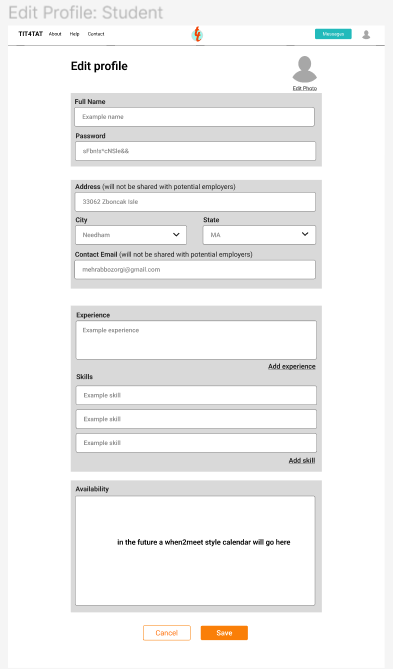 Edit Profile: Student
TIT4TAT About Help Contact Messages
Edit profile
Edit Photo
Full Name
Example name
Password
Address (will not be shared with potential employers)
33062 Zboncak Isle
City State
Needham MA
Contact Email (will not be shared with potential employers)
mehrabbozorgi@gmail.com
Experience
Example experience
Add experience
Skills
Example skill
Example skill
Example skill
Add skill
Availability
in the future a when2meet style calendar will go here
Cancel Save